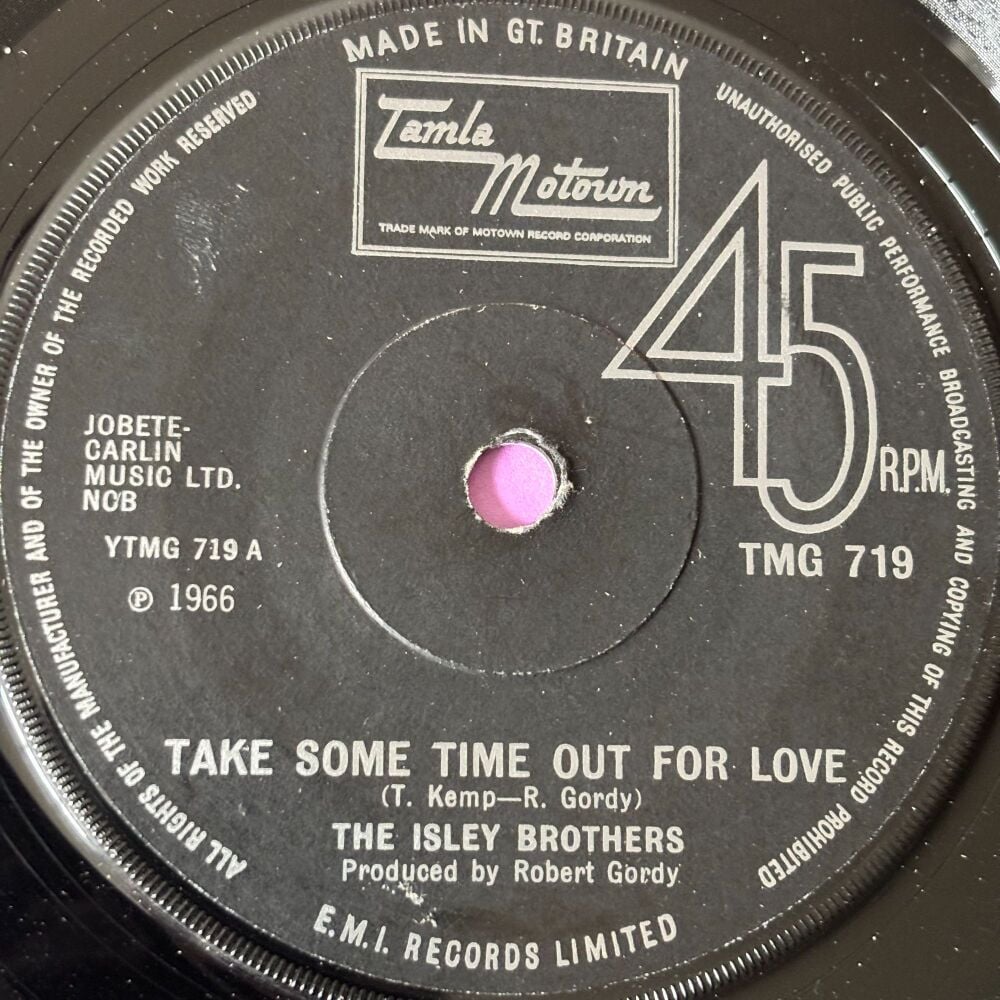 MADE IN GT. BRITAIN
Tamla
Motown
TRADE MARK OF MOTOWN RECORD CORPORATION
UNAUTHORISED PUBLIC PERFORMANCE BROADCASTING AND COPYING OF THIS RECORD PROHIBITED
ALL RIGHTS OF THE MANUFACTURER AND OF THE OWNER OF THE RECORDED WORK RESERVED
45
R.P.M.
JOBETE-
CARLIN
MUSIC LTD.
NCB
YTMG 719 A
℗ 1966
TMG 719
TAKE SOME TIME OUT FOR LOVE
(T. Kemp—R. Gordy)
THE ISLEY BROTHERS
Produced by Robert Gordy
E.M.I. RECORDS LIMITED